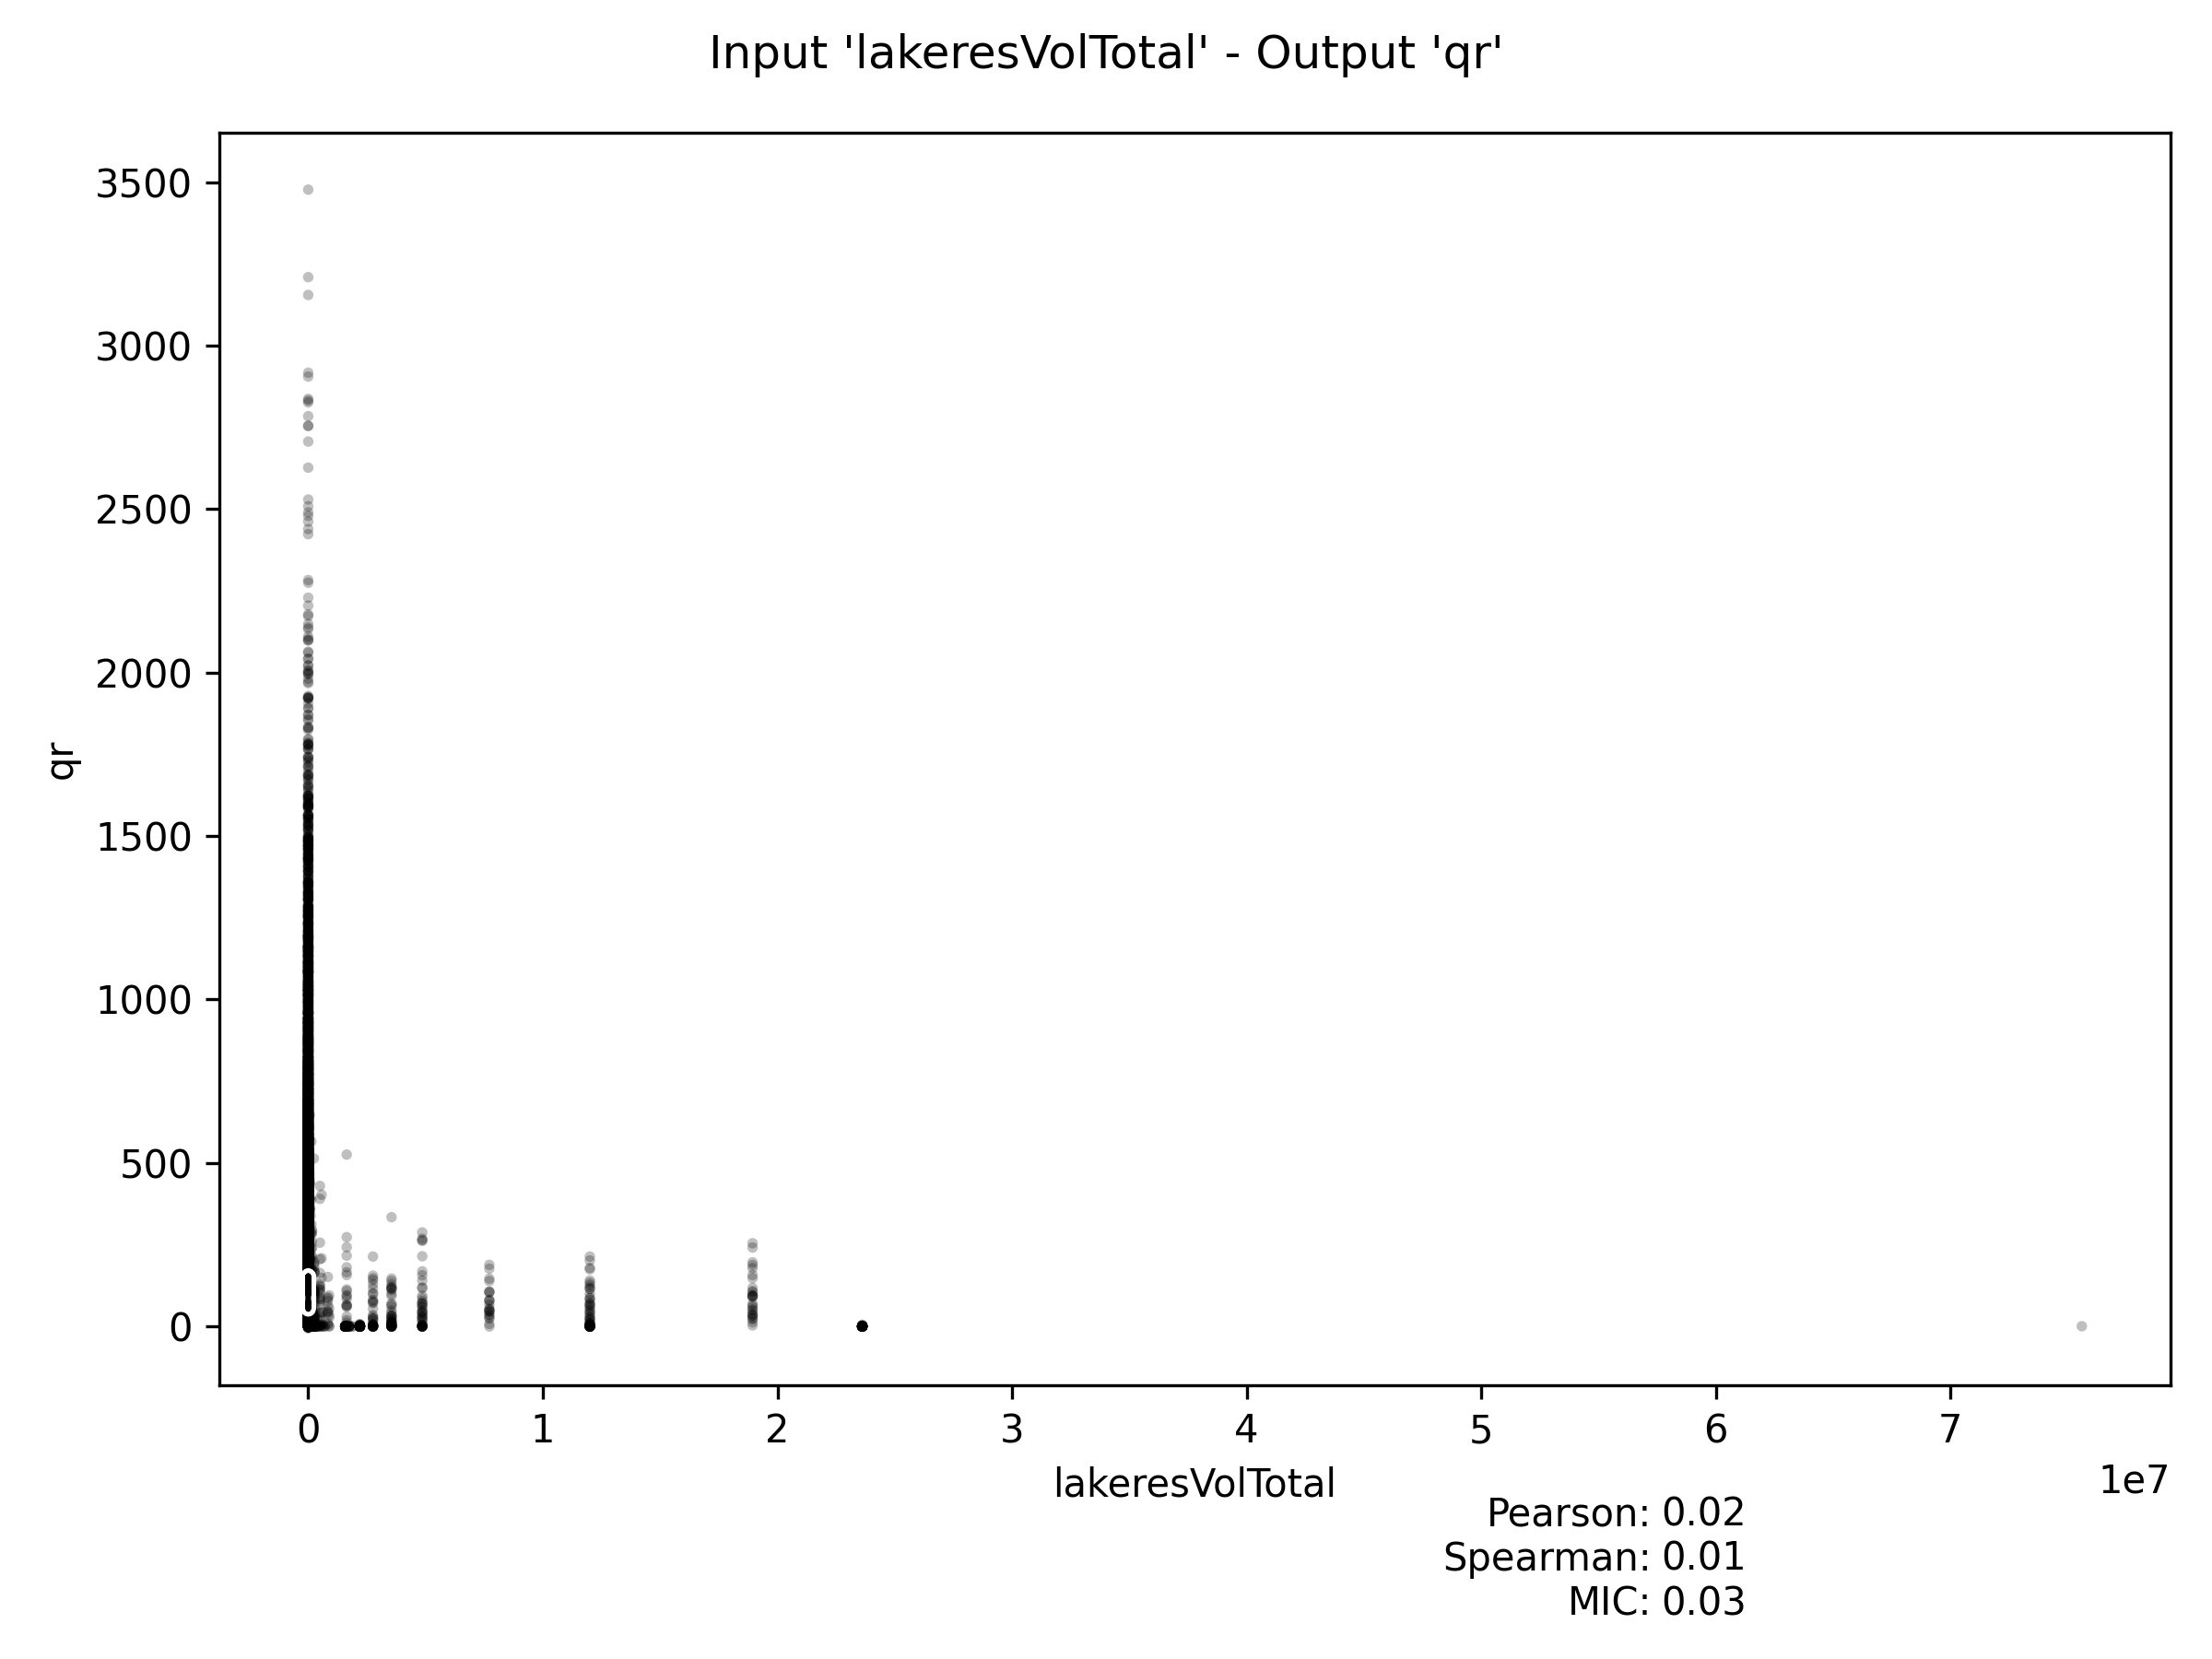 Input 'lakeresVolTotal' - Output 'qr'
3500
3000
2500
2000
1500
1000
500
0
qr
0 1 2 3 4 5 6 7
1e7
lakeresVolTotal
Pearson: 0.02
Spearman: 0.01
MIC: 0.03